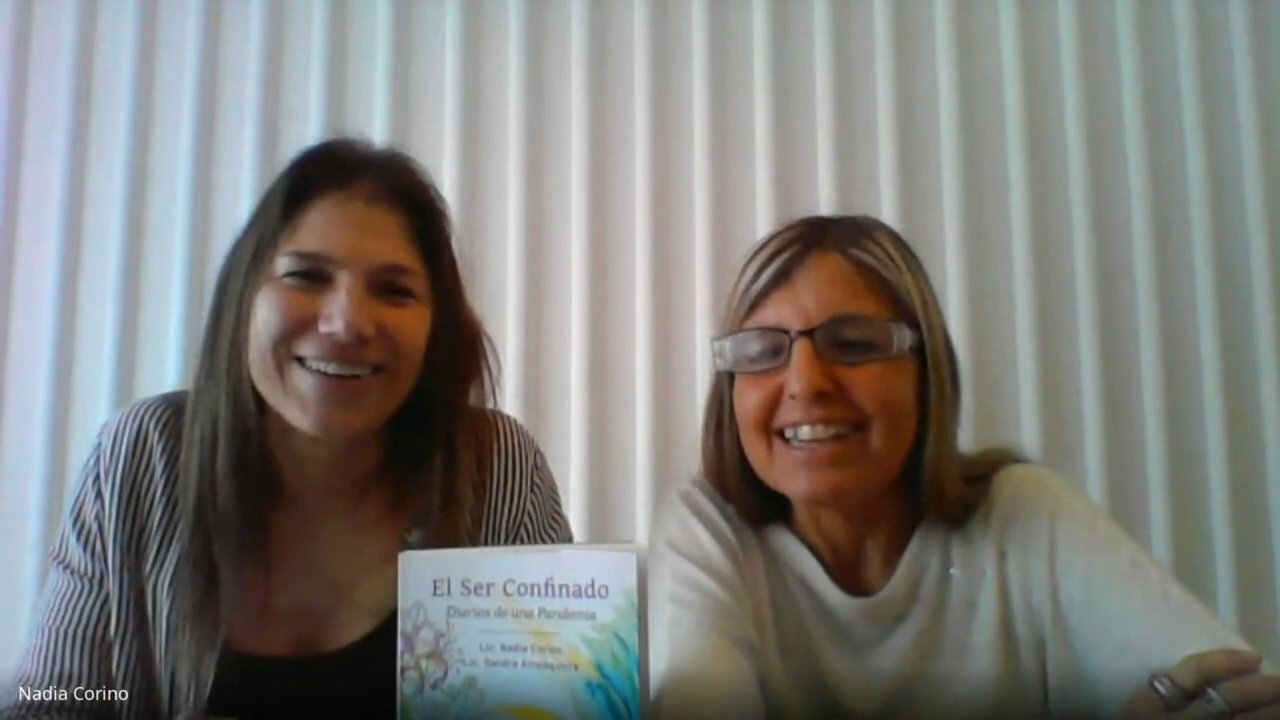 El Ser Confinado
Diarios de una Pandemia
Lic. Nadia Corino
Lic. Sandra
Nadia Corino